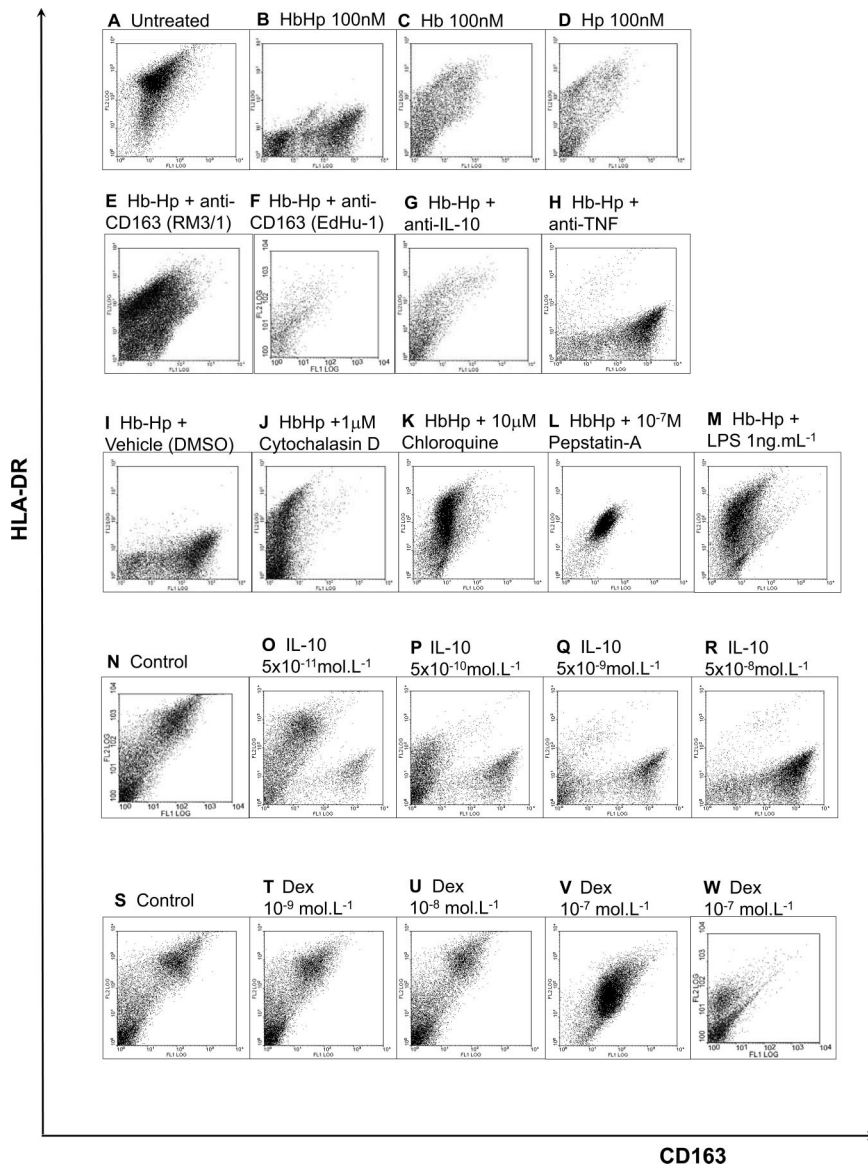 A Untreated
B HbHp 100nM
C Hb 100nM
D Hp 100nM
E Hb-Hp + anti-
CD163 (RM3/1)
F Hb-Hp + anti-
CD163 (EdHu-1)
G Hb-Hp +
anti-IL-10
H Hb-Hp +
anti-TNF
I Hb-Hp +
Vehicle (DMSO)
J HbHp +1μM
Cytochalasin D
K HbHp + 10μM
Chloroquine
L HbHp + 10-7M
Pepstatin-A
M Hb-Hp +
LPS 1ng.mL-1
N Control
O IL-10
5x10-11mol.L-1
P IL-10
5x10-10mol.L-1
Q IL-10
5x10-9mol.L-1
R IL-10
5x10-8mol.L-1
S Control
T Dex
10-9 mol.L-1
U Dex
10-8 mol.L-1
V Dex
10-7 mol.L-1
W Dex
10-7 mol.L-1
HLA-DR
CD163
FL2 LOG
FL1 LOG